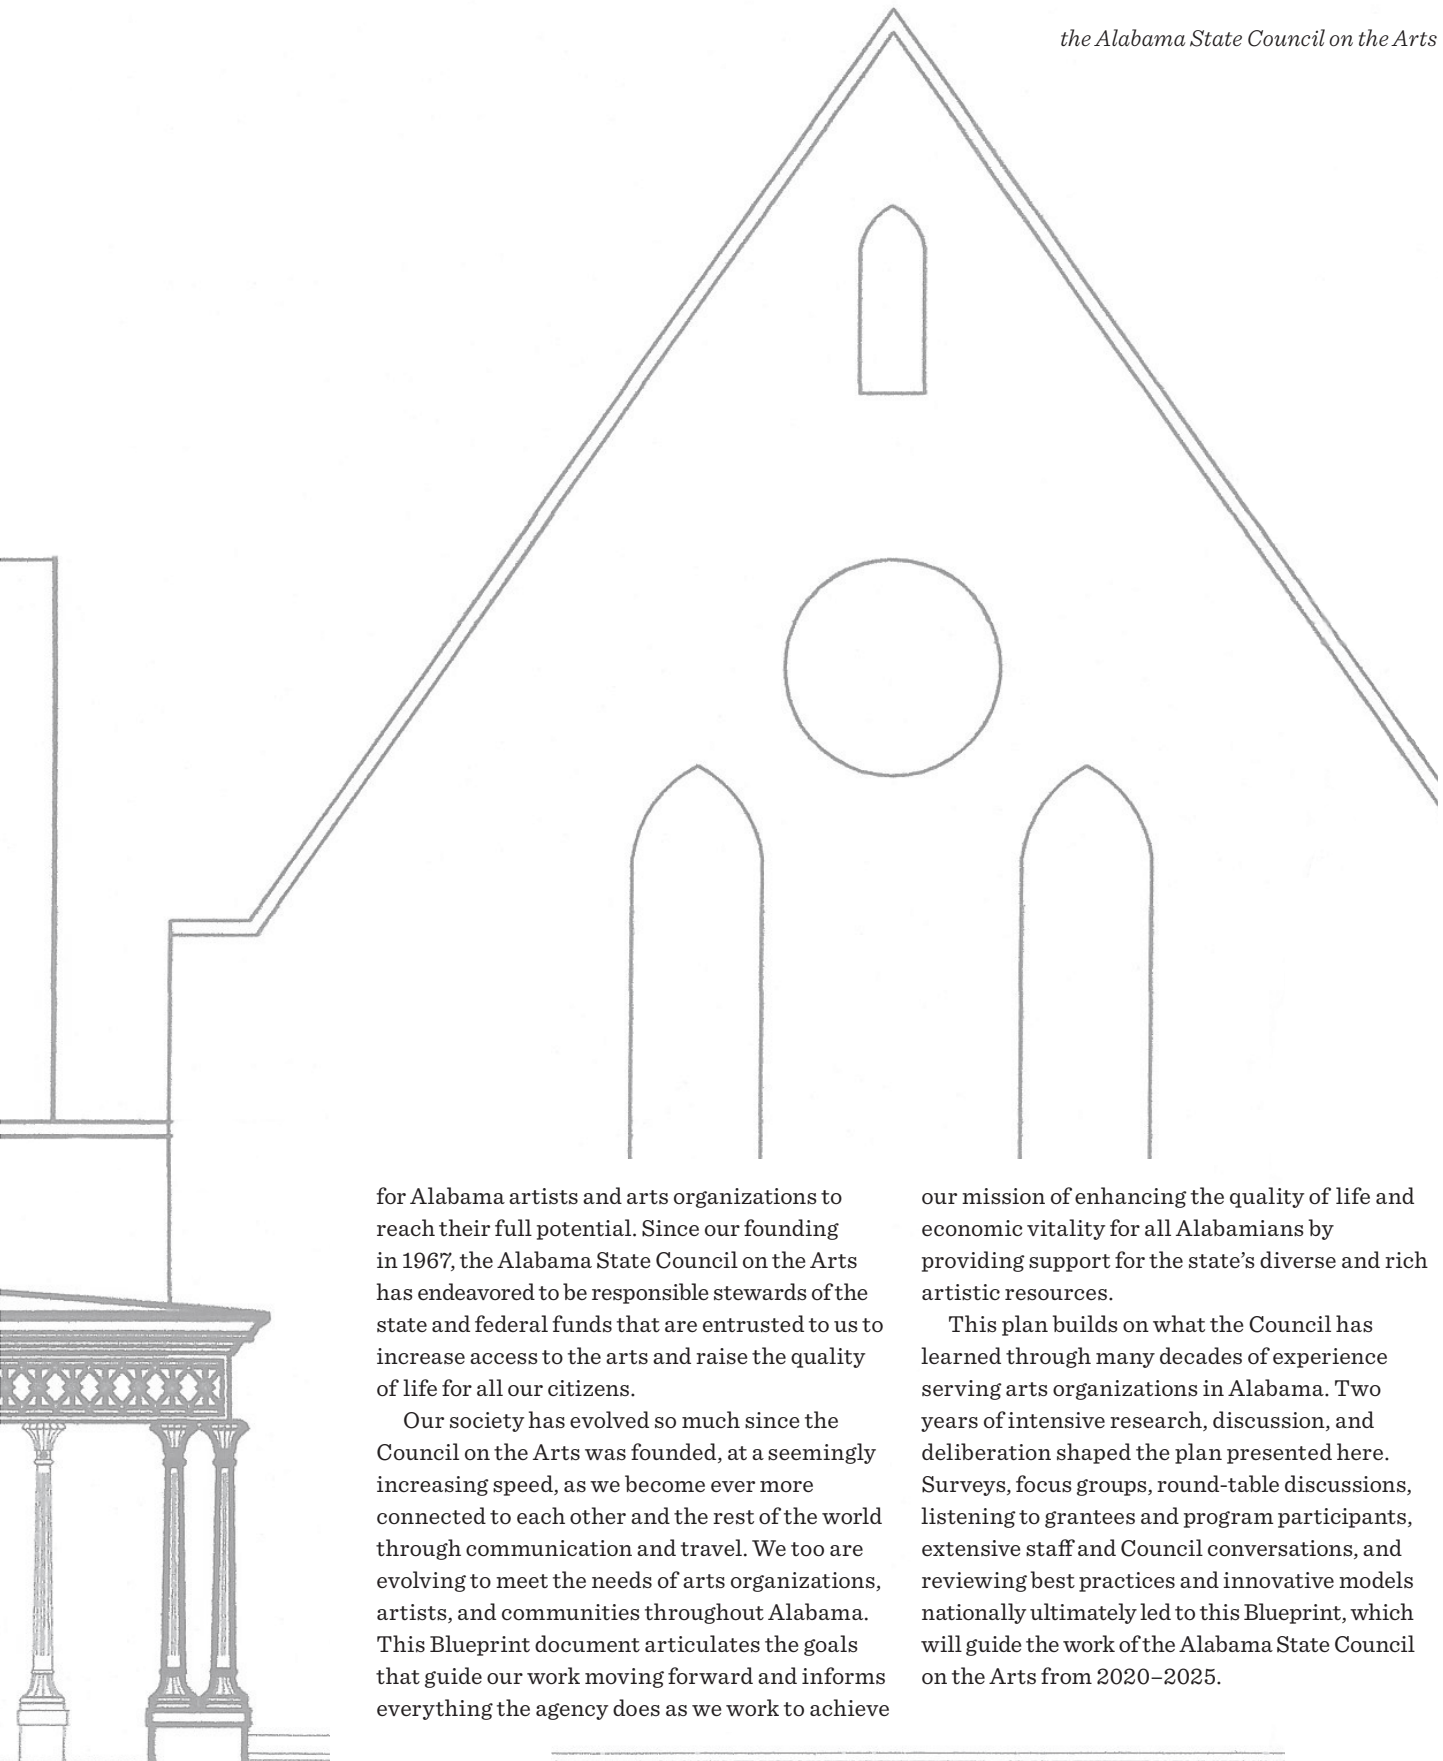 the Alabama State Council on the Arts
for Alabama artists and arts organizations to
reach their full potential. Since our founding
in 1967, the Alabama State Council on the Arts
has endeavored to be responsible stewards of the
state and federal funds that are entrusted to us to
increase access to the arts and raise the quality
of life for all our citizens.
Our society has evolved so much since the
Council on the Arts was founded, at a seemingly
increasing speed, as we become ever more
connected to each other and the rest of the world
through communication and travel. We too are
evolving to meet the needs of arts organizations,
artists, and communities throughout Alabama.
This Blueprint document articulates the goals
that guide our work moving forward and informs
everything the agency does as we work to achieve
our mission of enhancing the quality of life and
economic vitality for all Alabamians by
providing support for the state’s diverse and rich
artistic resources.
This plan builds on what the Council has
learned through many decades of experience
serving arts organizations in Alabama. Two
years of intensive research, discussion, and
deliberation shaped the plan presented here.
Surveys, focus groups, round-table discussions,
listening to grantees and program participants,
extensive staff and Council conversations, and
reviewing best practices and innovative models
nationally ultimately led to this Blueprint, which
will guide the work of the Alabama State Council
on the Arts from 2020–2025.